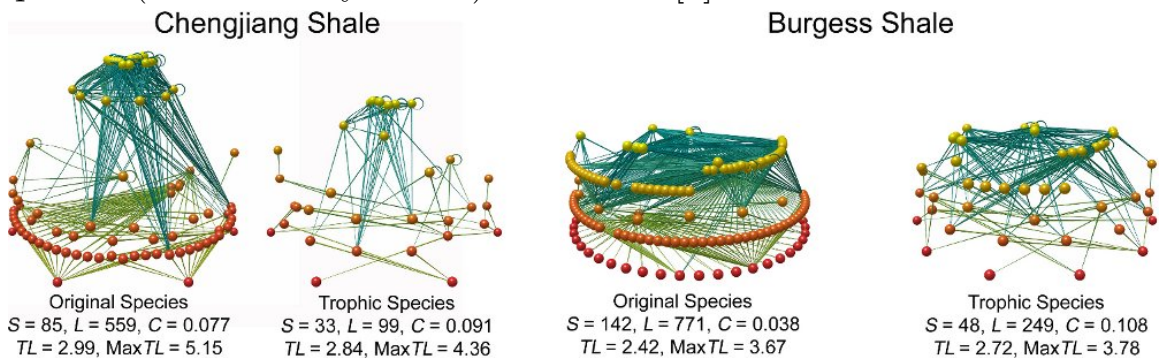 Chengjiang Shale
Burgess Shale
Original Species
S = 85, L = 559, C = 0.077
TL = 2.99, MaxTL = 5.15
Trophic Species
S = 33, L = 99, C = 0.091
TL = 2.84, MaxTL = 4.36
Original Species
S = 142, L = 771, C = 0.038
TL = 2.42, MaxTL = 3.67
Trophic Species
S = 48, L = 249, C = 0.108
TL = 2.72, MaxTL = 3.78